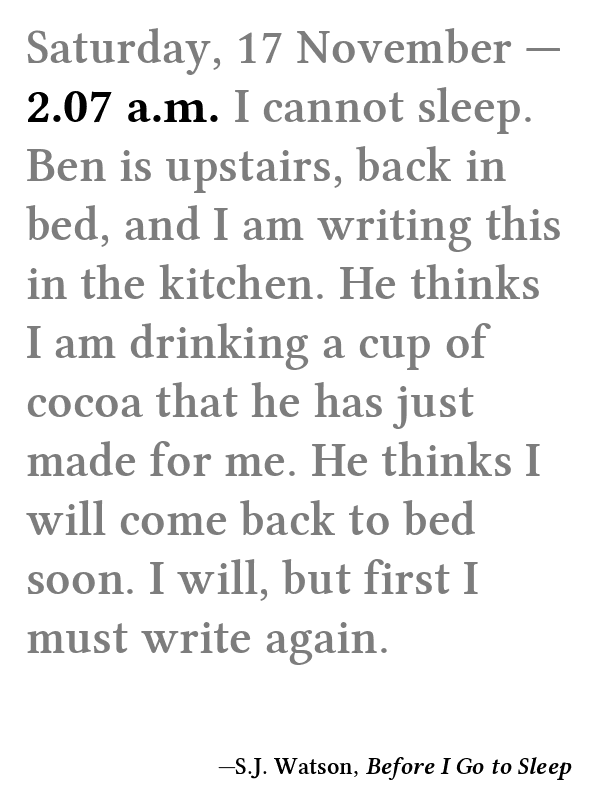 Saturday, 17 November —
2.07 a.m. I cannot sleep.
Ben is upstairs, back in
bed, and I am writing this
in the kitchen. He thinks
I am drinking a cup of
cocoa that he has just
made for me. He thinks I
will come back to bed
soon. I will, but first I
must write again.
—S.J. Watson, Before I Go to Sleep